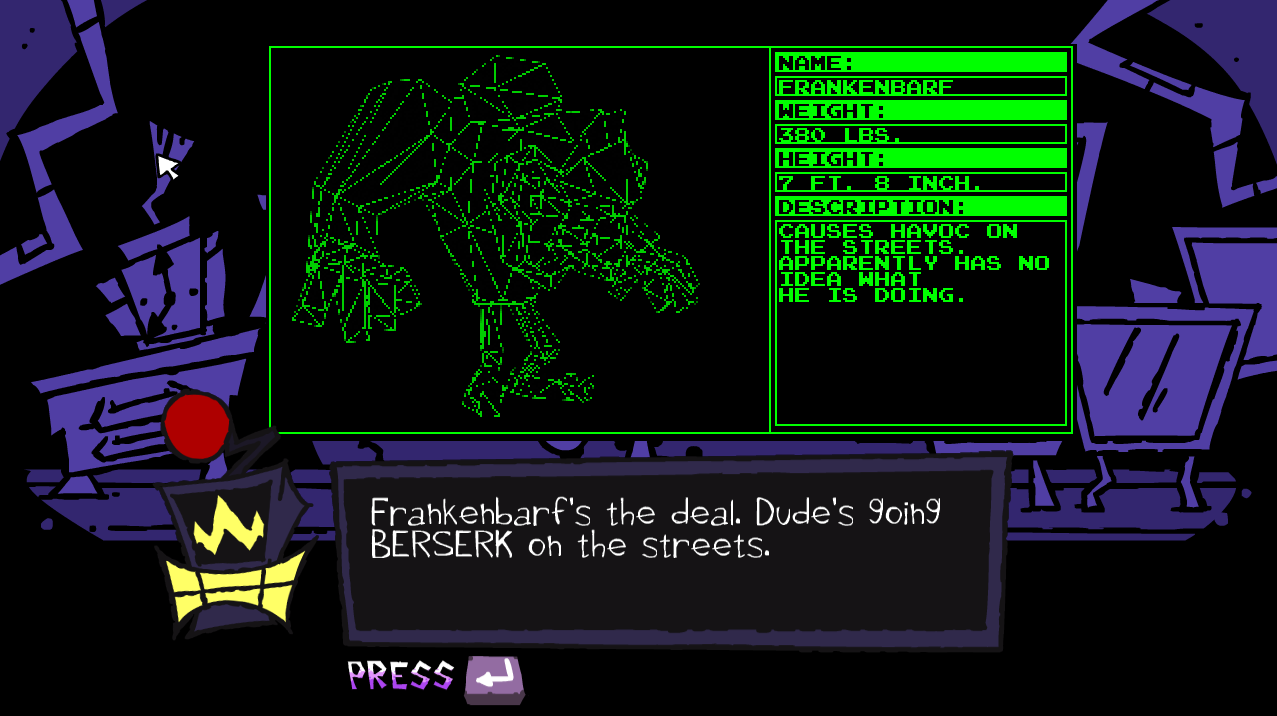 NAME:
FRANKENBARF
WEIGHT:
380 LBS.
HEIGHT:
7 FT. 8 INCH.
DESCRIPTION:
CAUSES HAVOC ON
THE STREETS.
APPARENTLY HAS NO
IDEA WHAT
HE IS DOING.
Frankenbarf's the deal. Dude's going
BERSERK on the streets.
PRESS